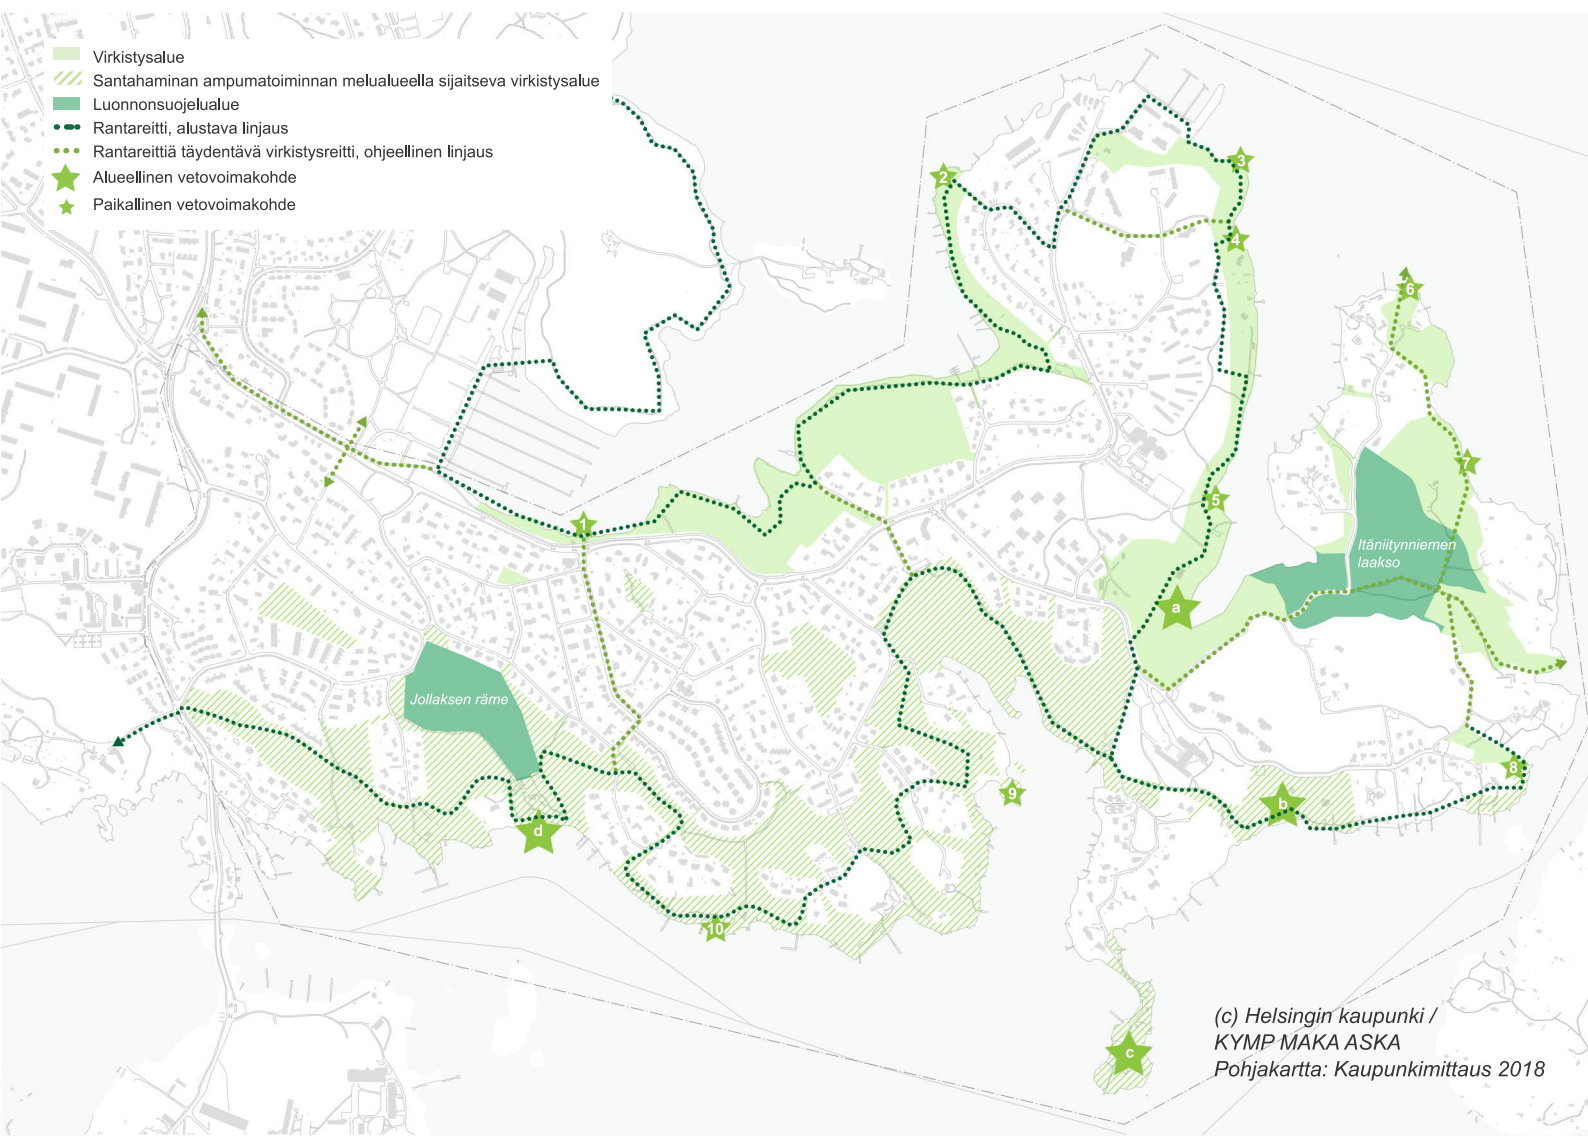 Virkistysalue
Santahaminan ampumatoiminnan melualueella sijaitseva virkistysalue
Luonnonsuojelualue
Rantareitti, alustava linjaus
Rantareittiä täydentävä virkistysreitti, ohjeellinen linjaus
Alueellinen vetovoimakohde
Paikallinen vetovoimakohde
3
2
4
6
7
5
1
Itäniitynniemen
laakso
a
Jollaksen räme
8
9
b
d
10
(c) Helsingin kaupunki /
KYMP MAKA ASKA
Pohjakartta: Kaupunkimittaus 2018
c